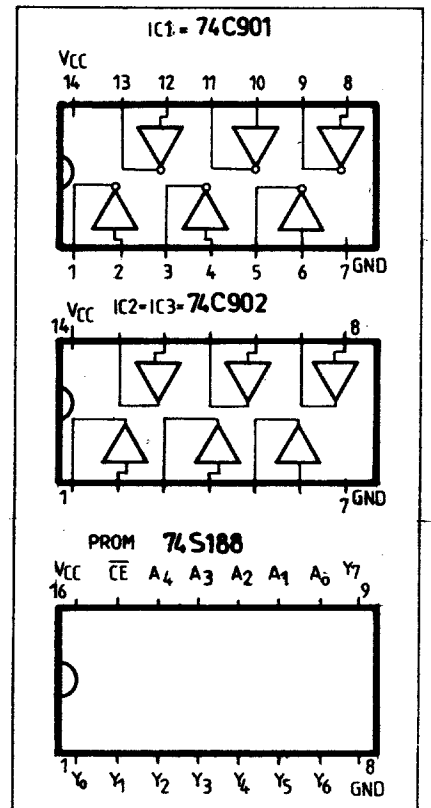 IC1 = 74C901
VCC
14 13 12 11 10 9 8
1 2 3 4 5 6 7 GND
IC2=IC3= 74C902
14 VCC 8
1 7 GND
PROM 74S188
VCC CE A4 A3 A2 A1 A0 Y7
16 9
1 8
Y0 Y1 Y2 Y3 Y4 Y5 Y6 GND